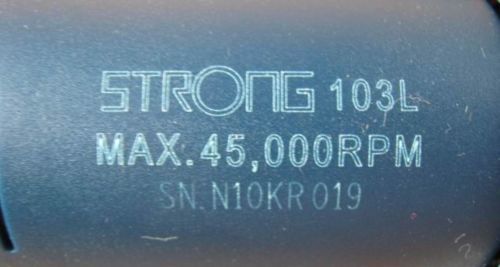 STRONG 103L
MAX.45,000RPM
SN.N10KR019